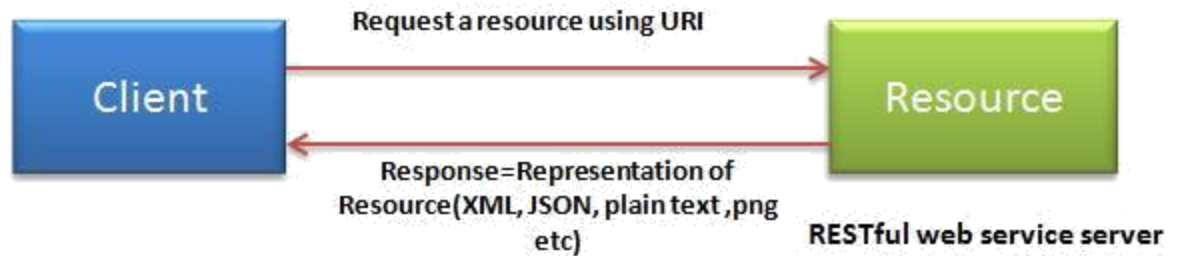 Request a resource using URI
Client
Resource
Response=Representation of
Resource(XML, JSON, plain text ,png
etc)
RESTful web service server